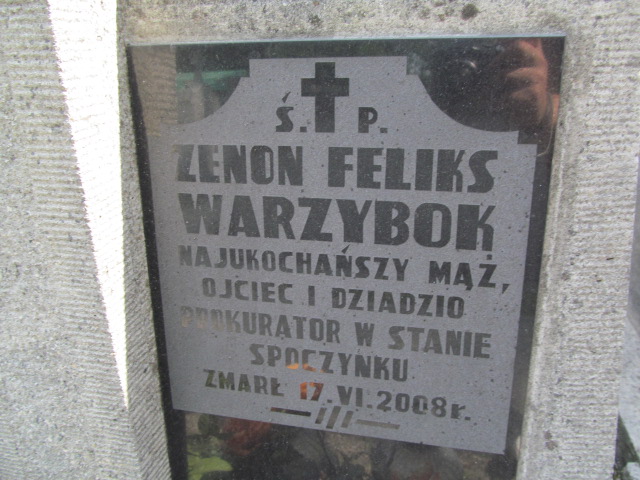 Ś. P.
ZENON FELIKS
WARZYBOK
NAJUKOCHAŃSZY MĄŻ,
OJCIEC I DZIADZIO
PROKURATOR W STANIE
SPOCZYNKU
ZMARŁ 17.VI.2008r.